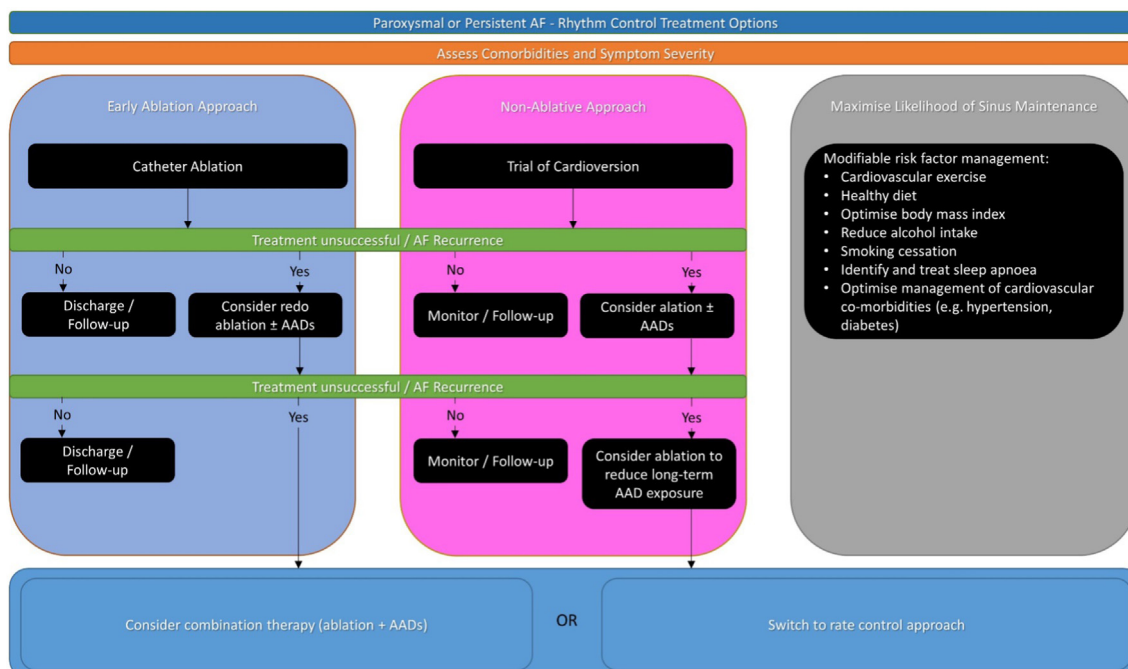 Paroxysmal or Persistent AF - Rhythm Control Treatment Options
Assess Comorbidities and Symptom Severity
Early Ablation Approach
Catheter Ablation
Non-Ablative Approach
Trial of Cardioversion
Treatment unsuccessful / AF Recurrence
No
Yes
No
Yes
Discharge /
Follow-up
Consider redo
ablation ± AADs
Monitor / Follow-up
Consider alation ±
AADs
Treatment unsuccessful / AF Recurrence
No
Yes
No
Yes
Discharge /
Follow-up
Monitor / Follow-up
Consider ablation to
reduce long-term
AAD exposure
Maximise Likelihood of Sinus Maintenance
Modifiable risk factor management:
• Cardiovascular exercise
• Healthy diet
• Optimise body mass index
• Reduce alcohol intake
• Smoking cessation
• Identify and treat sleep apnoea
• Optimise management of cardiovascular
co-morbidities (e.g. hypertension,
diabetes)
Consider combination therapy (ablation + AADs)
OR
Switch to rate control approach